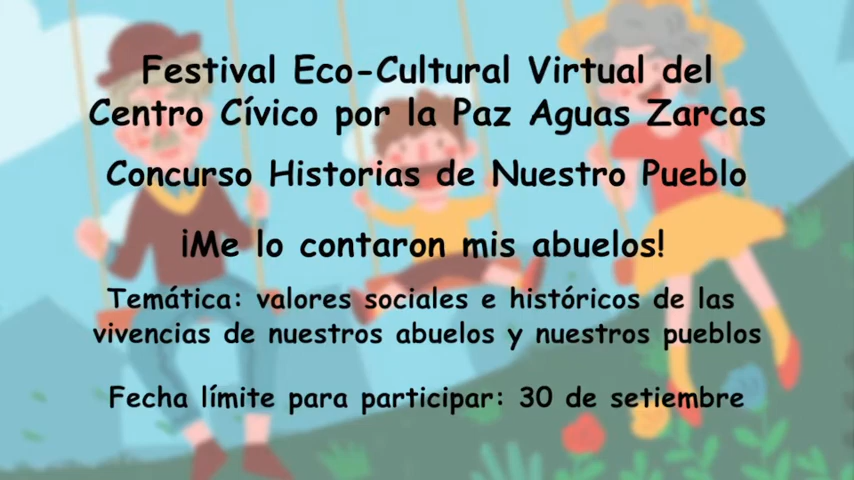 Festival Eco-Cultural Virtual del
Centro Cívico por la Paz Aguas Zarcas
Concurso Historias de Nuestro Pueblo
¡Me lo contaron mis abuelos!
Temática: valores sociales e históricos de las
vivencias de nuestros abuelos y nuestros pueblos
Fecha límite para participar: 30 de setiembre